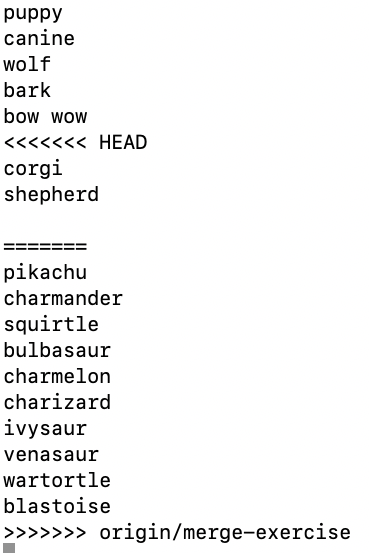 puppy
canine
wolf
bark
bow wow
<<<<<<< HEAD
corgi
shepherd

=======
pikachu
charmander
squirtle
bulbasaur
charmelon
charizard
ivysaur
venasaur
wartortle
blastoise
>>>>>>> origin/merge-exercise